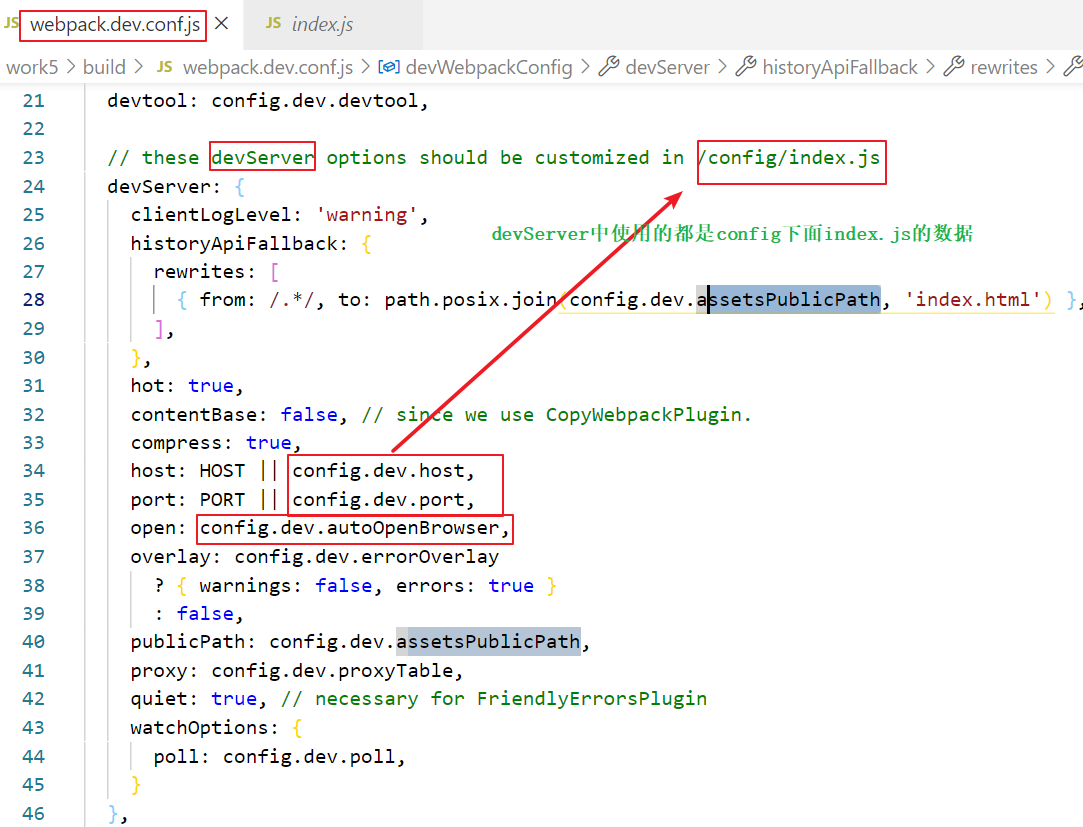 JS webpack.dev.conf.js × JS index.js
work5 > build > JS webpack.dev.conf.js > devWebpackConfig > devServer > historyApiFallback > rewrites >
21 devtool: config.dev.devtool,
22
23 // these devServer options should be customized in /config/index.js
24 devServer: {
25 clientLogLevel: 'warning',
devServer中使用的都是config下面index.js的数据
26 historyApiFallback: {
27 rewrites: [
28 { from: /.*/, to: path.posix.join(config.dev.assetsPublicPath, 'index.html') },
29 ],
30 },
31 hot: true,
32 contentBase: false, // since we use CopyWebpackPlugin.
33 compress: true,
34 host: HOST || config.dev.host,
35 port: PORT || config.dev.port,
36 open: config.dev.autoOpenBrowser,
37 overlay: config.dev.errorOverlay
38 ? { warnings: false, errors: true }
39 : false,
40 publicPath: config.dev.assetsPublicPath,
41 proxy: config.dev.proxyTable,
42 quiet: true, // necessary for FriendlyErrorsPlugin
43 watchOptions: {
44 poll: config.dev.poll,
45 }
46 },